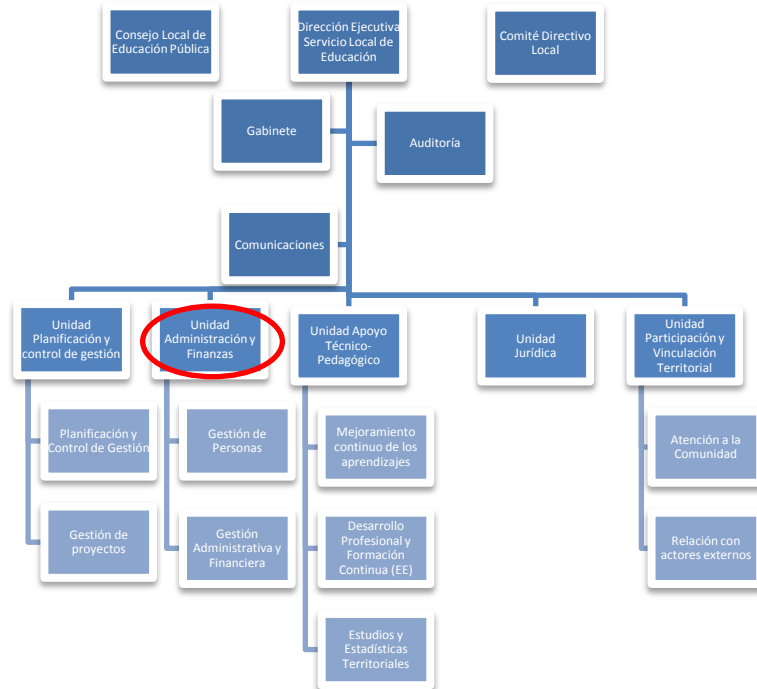 Consejo Local de
Educación Pública
Dirección Ejecutiva
Servicio Local de
Educación
Comité Directivo
Local
Gabinete
Auditoría
Comunicaciones
Unidad
Planificación y
control de gestión
Unidad
Administración y
Finanzas
Unidad Apoyo
Técnico-
Pedagógico
Unidad
Jurídica
Unidad
Participación y
Vinculación
Territorial
Planificación y
Control de Gestión
Gestión de
proyectos
Gestión de
Personas
Gestión
Administrativa y
Financiera
Mejoramiento
continuo de los
aprendizajes
Desarrollo
Profesional y
Formación
Continua (EE)
Estudios y
Estadísticas
Territoriales
Atención a la
Comunidad
Relación con
actores externos